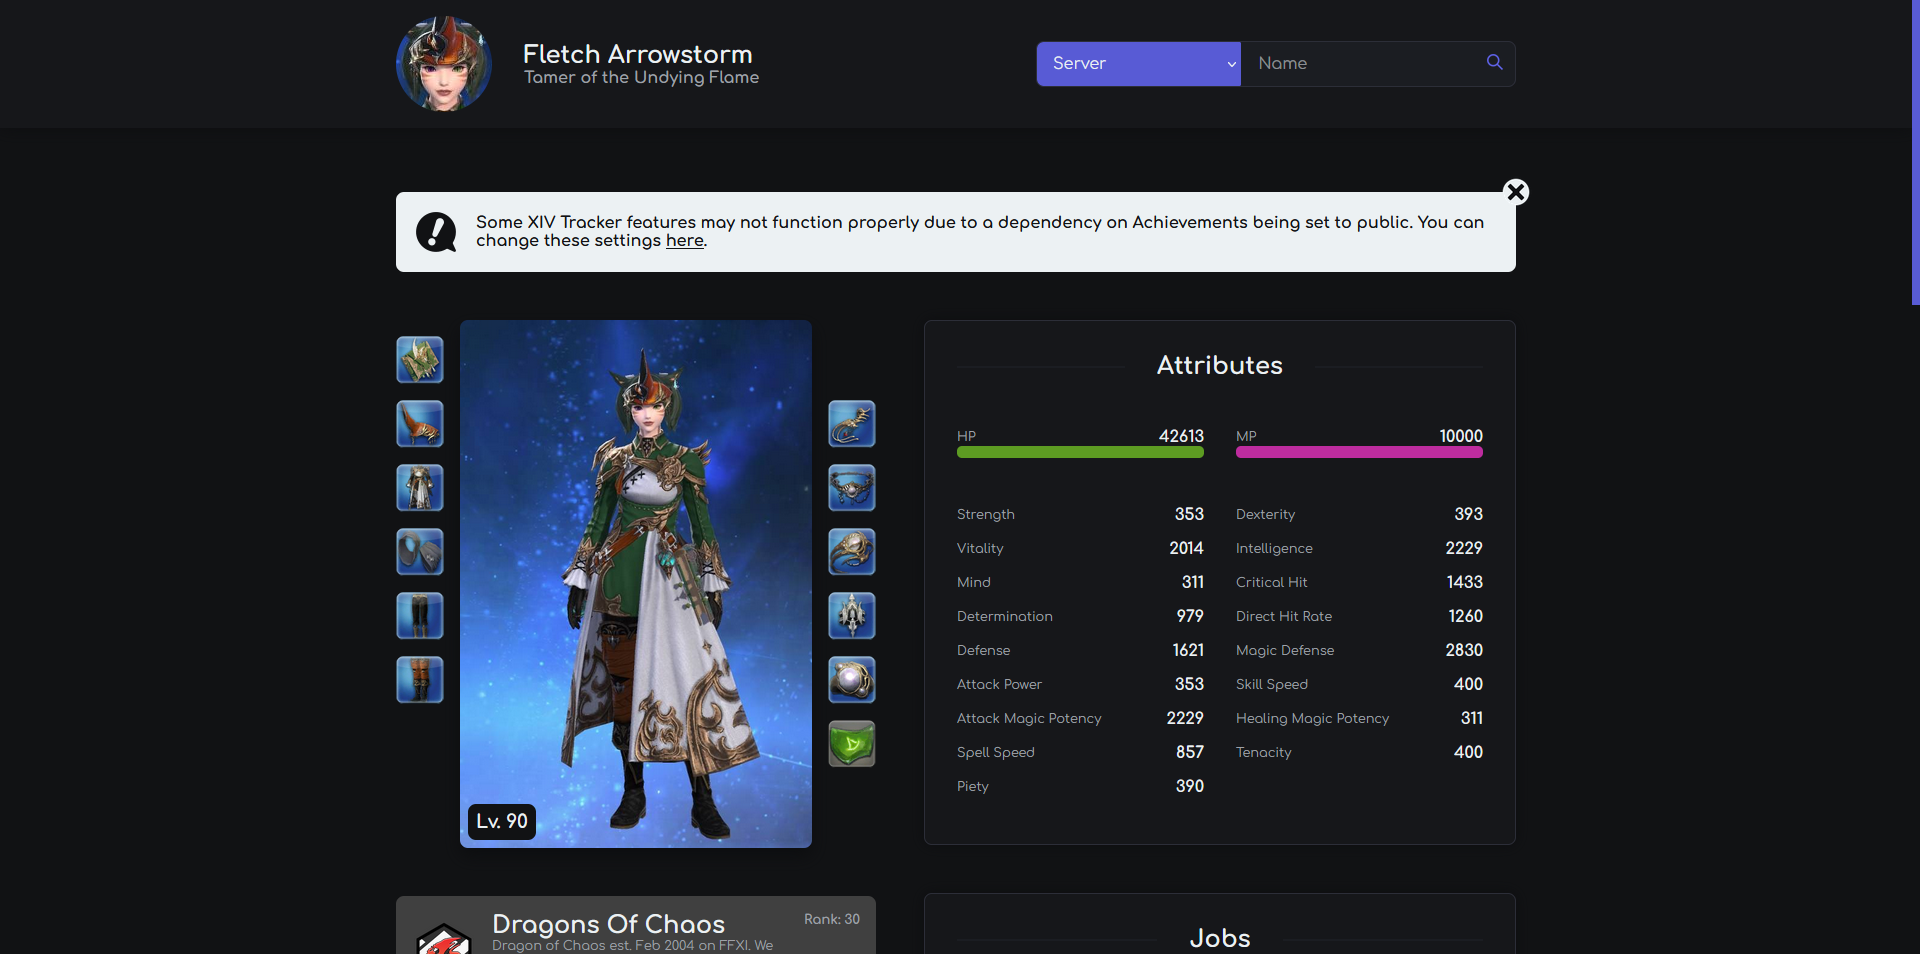 Fletch Arrowstorm
Tamer of the Undying Flame
Server
Name
Some XIV Tracker features may not function properly due to a dependency on Achievements being set to public. You can
change these settings here.
Lv. 90
Attributes
HP 42613
MP 10000
Strength 353
Dexterity 393
Vitality 2014
Intelligence 2229
Mind 311
Critical Hit 1433
Determination 979
Direct Hit Rate 1260
Defense 1621
Magic Defense 2830
Attack Power 353
Skill Speed 400
Attack Magic Potency 2229
Healing Magic Potency 311
Spell Speed 857
Tenacity 400
Piety 390
Dragons Of Chaos
Rank: 30
Dragon of Chaos est. Feb 2004 on FFXI. We
Jobs